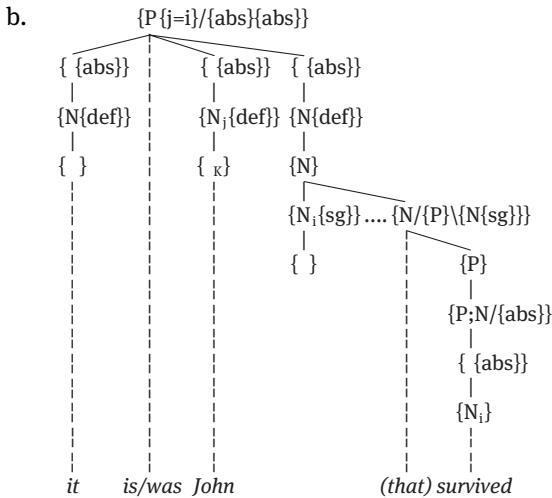 b. {P{j=i}/{abs}{abs}}
{ {abs}} { {abs}} { {abs}}
{N{def}} {Nⱼ{def}} {N{def}}
{ } { ₖ} {N}
{Nᵢ{sg}} .... {N/{P}\{N{sg}}}
{ } {P}
{P;N/{abs}}
{ {abs}}
{Nᵢ}
it is/was John (that) survived